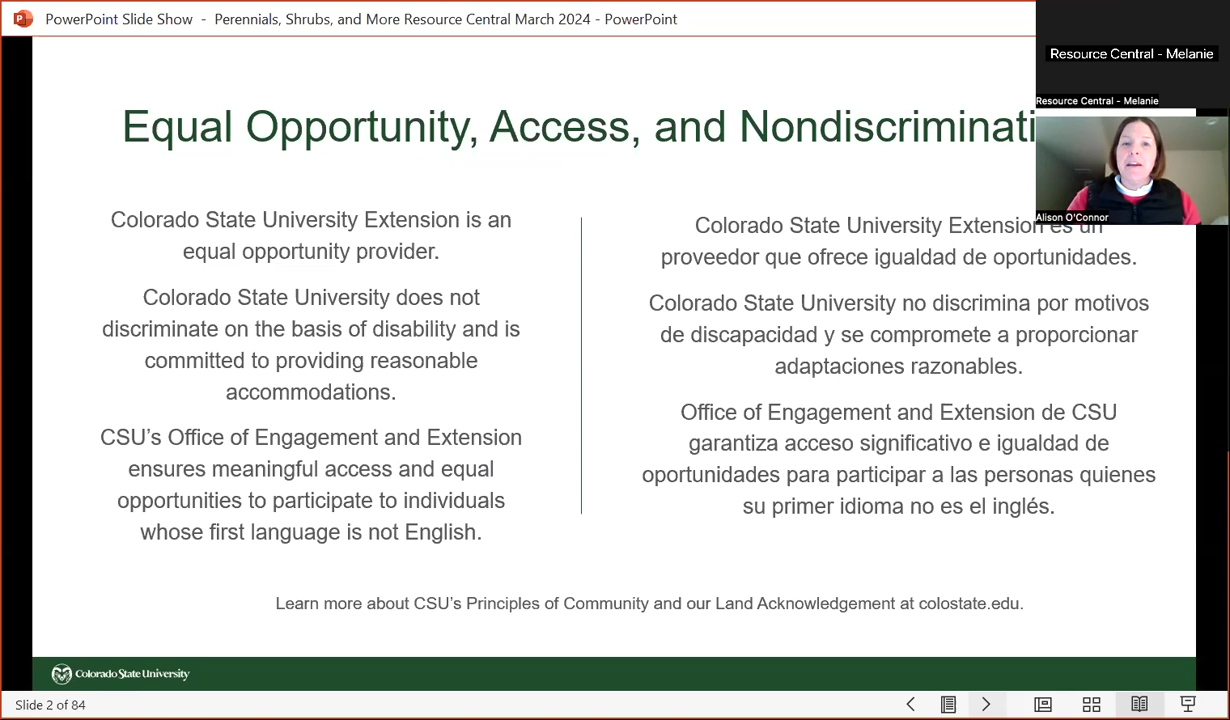 PowerPoint Slide Show - Perennials, Shrubs, and More Resource Central March 2024 - PowerPoint
Resource Central - Melanie
Resource Central - Melanie
Alison O'Connor
Equal Opportunity, Access, and Nondiscriminati
Colorado State University Extension is an
equal opportunity provider.
Colorado State University does not
discriminate on the basis of disability and is
committed to providing reasonable
accommodations.
CSU's Office of Engagement and Extension
ensures meaningful access and equal
opportunities to participate to individuals
whose first language is not English.
Colorado State University Extension es un
proveedor que ofrece igualdad de oportunidades.
Colorado State University no discrimina por motivos
de discapacidad y se compromete a proporcionar
adaptaciones razonables.
Office of Engagement and Extension de CSU
garantiza acceso significativo e igualdad de
oportunidades para participar a las personas quienes
su primer idioma no es el inglés.
Learn more about CSU's Principles of Community and our Land Acknowledgement at colostate.edu.
Colorado State University
Slide 2 of 84